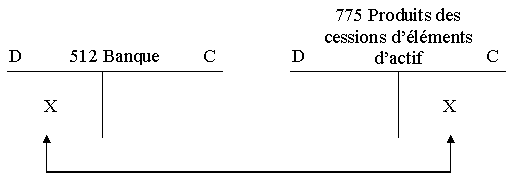 775 Produits des
cessions d’éléments
d’actif
D 512 Banque C
D C
X X